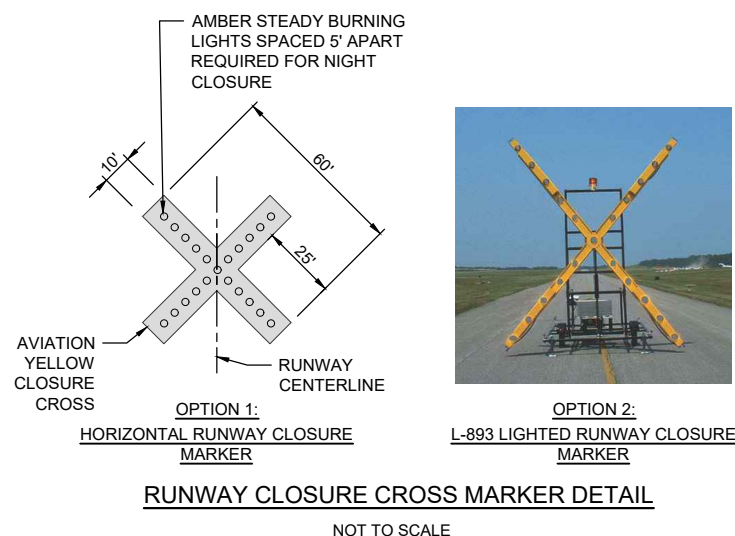 AMBER STEADY BURNING
LIGHTS SPACED 5' APART
REQUIRED FOR NIGHT
CLOSURE
10'
60'
25'
AVIATION
YELLOW
CLOSURE
CROSS
RUNWAY
CENTERLINE
OPTION 1:
HORIZONTAL RUNWAY CLOSURE
MARKER
OPTION 2:
L-893 LIGHTED RUNWAY CLOSURE
MARKER
RUNWAY CLOSURE CROSS MARKER DETAIL
NOT TO SCALE